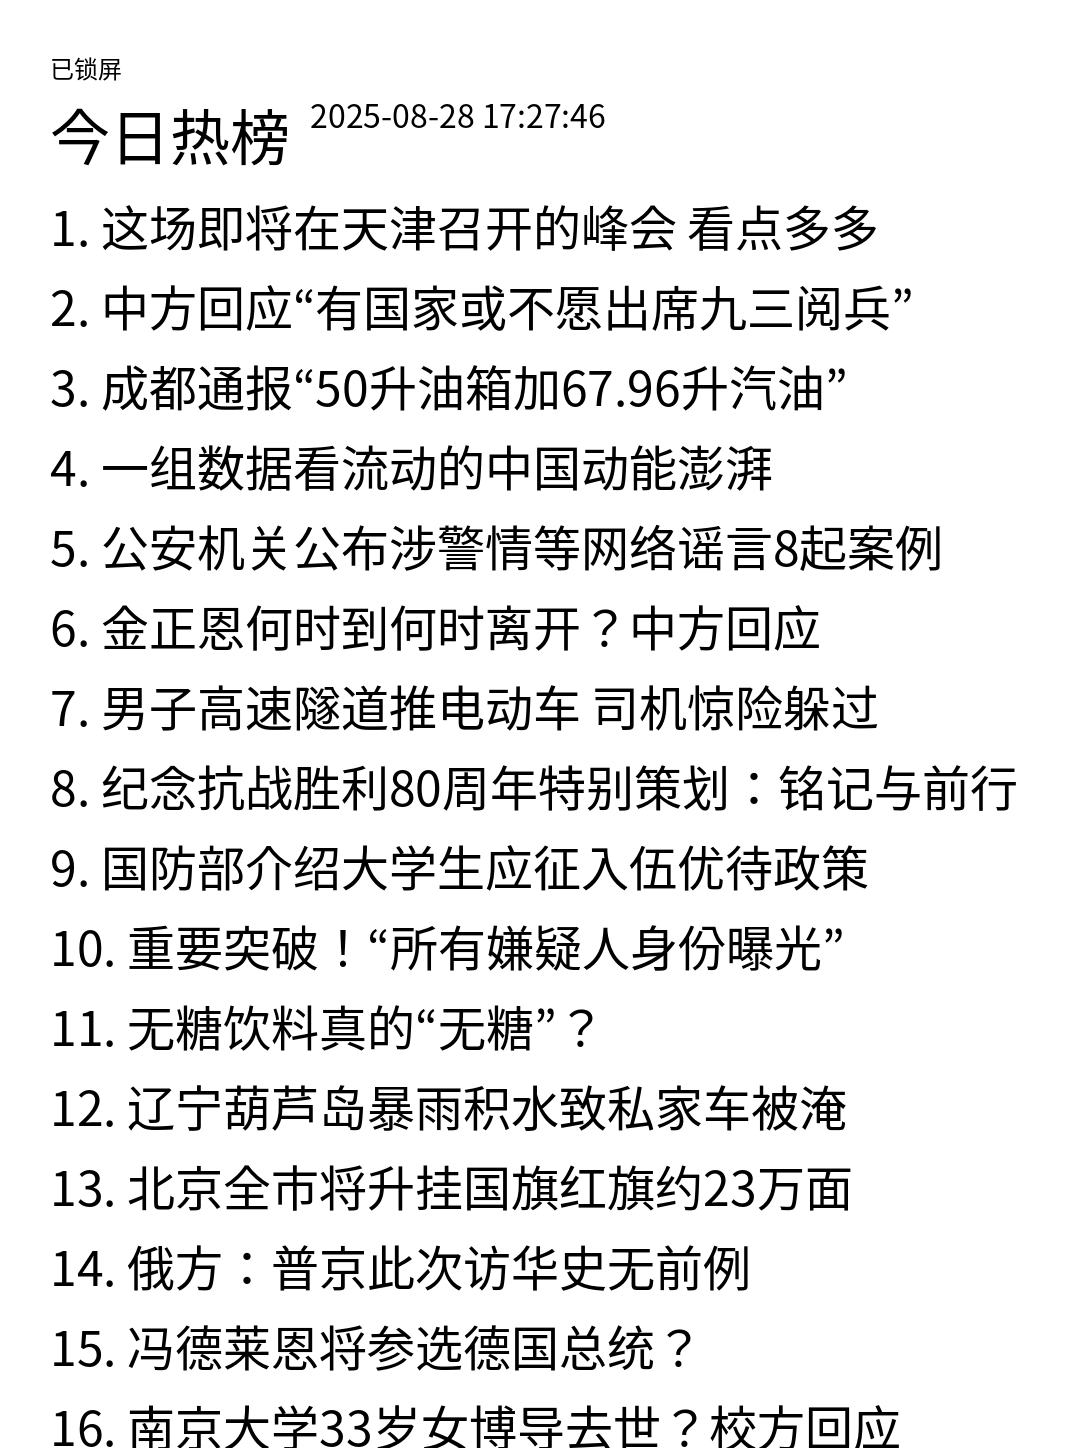 已锁屏
今日热榜 2025-08-28 17:27:46
1. 这场即将在天津召开的峰会 看点多多
2. 中方回应“有国家或不愿出席九三阅兵”
3. 成都通报“50升油箱加67.96升汽油”
4. 一组数据看流动的中国动能澎湃
5. 公安机关公布涉警情等网络谣言8起案例
6. 金正恩何时到何时离开？中方回应
7. 男子高速隧道推电动车 司机惊险躲过
8. 纪念抗战胜利80周年特别策划：铭记与前行
9. 国防部介绍大学生应征入伍优待政策
10. 重要突破！“所有嫌疑人身份曝光”
11. 无糖饮料真的“无糖”？
12. 辽宁葫芦岛暴雨积水致私家车被淹
13. 北京全市将升挂国旗红旗约23万面
14. 俄方：普京此次访华史无前例
15. 冯德莱恩将参选德国总统？
16. 南京大学33岁女博导去世？校方回应